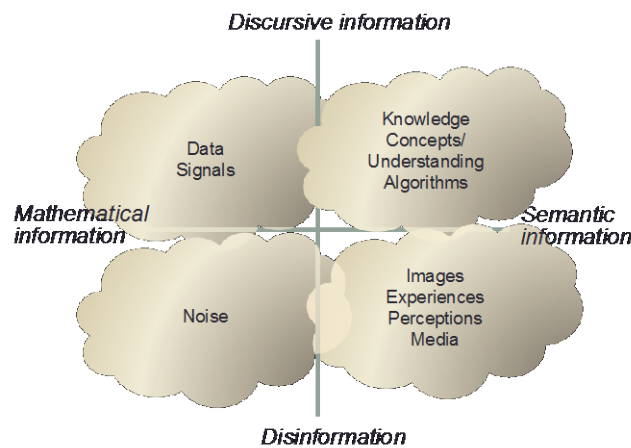 Discursive information
Data
Signals
Knowledge
Concepts/
Understanding
Algorithms
Mathematical
information
Semantic
information
Noise
Images
Experiences
Perceptions
Media
Disinformation